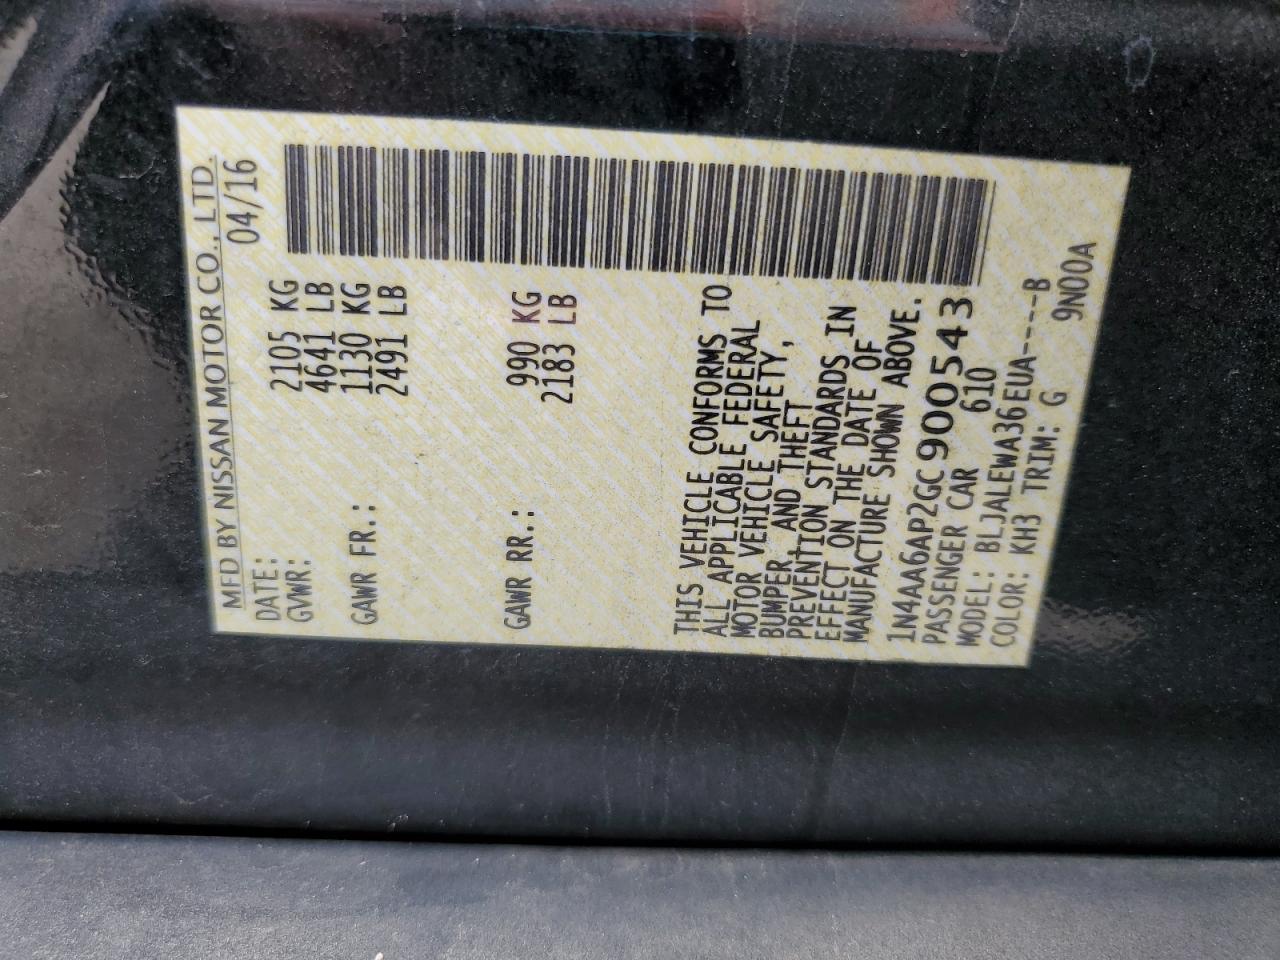 MFD BY NISSAN MOTOR CO., LTD.
DATE: 04/16
GVWR: 2105 KG
4641 LB
GAWR FR.: 1130 KG
2491 LB
GAWR RR.: 990 KG
2183 LB
THIS VEHICLE CONFORMS TO
ALL APPLICABLE FEDERAL
MOTOR VEHICLE SAFETY,
BUMPER AND THEFT
PREVENTION STANDARDS IN
EFFECT ON THE DATE OF
MANUFACTURE SHOWN ABOVE.
1N4AA6AP2GC900543
PASSENGER CAR 610
MODEL: BLJALEWA36EUA----B
COLOR: KH3 TRIM: G 9N00A